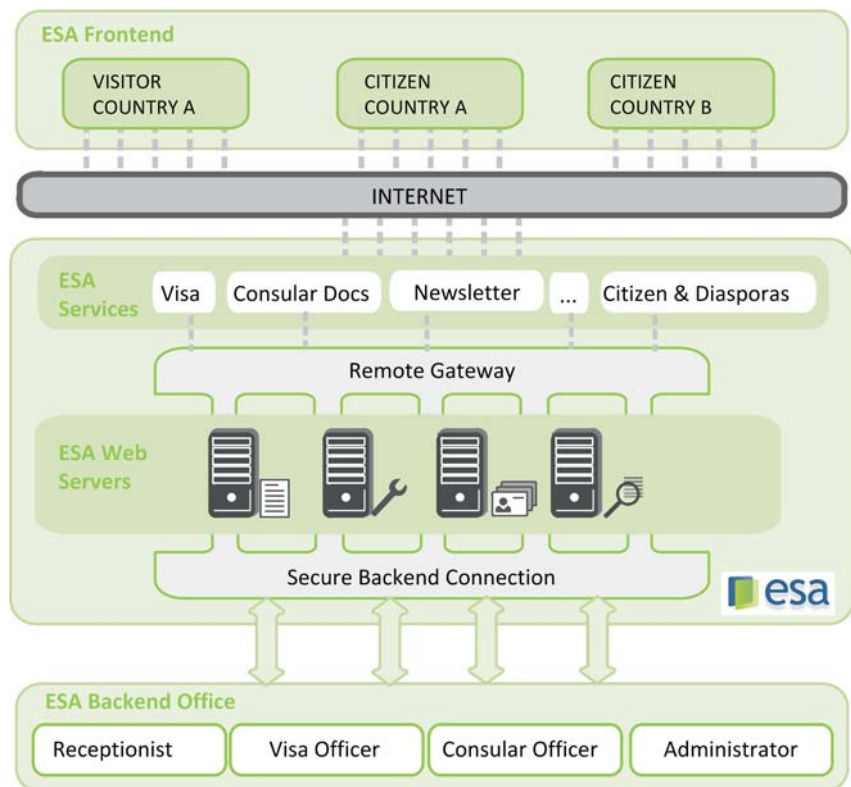 ESA Frontend
VISITOR
COUNTRY A
CITIZEN
COUNTRY A
CITIZEN
COUNTRY B
INTERNET
ESA
Services
Visa
Consular Docs
Newsletter
...
Citizen & Diasporas
Remote Gateway
ESA Web
Servers
Secure Backend Connection
esa
ESA Backend Office
Receptionist
Visa Officer
Consular Officer
Administrator